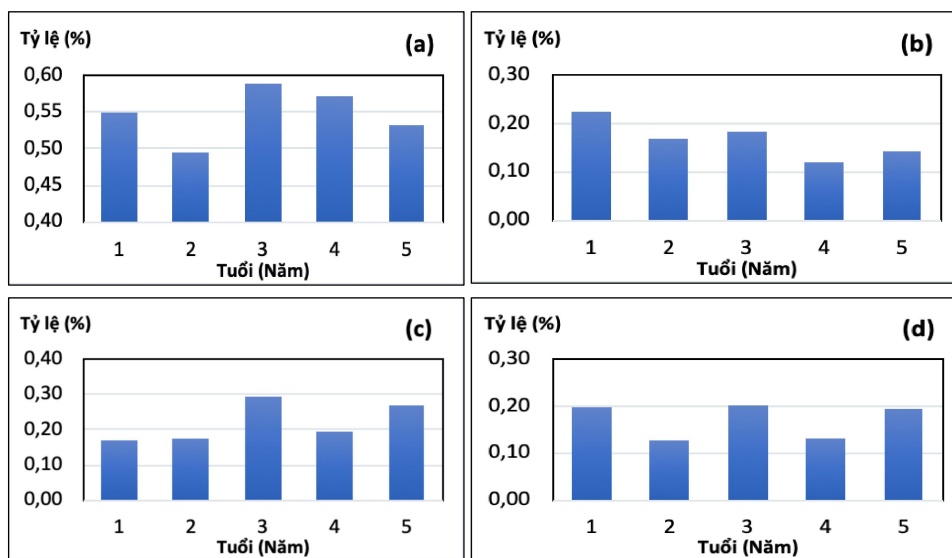 Tỷ lệ (%)
(a)
0,60
0,55
0,50
0,45
0,40
1 2 3 4 5
Tuổi (Năm)
Tỷ lệ (%)
(b)
0,30
0,20
0,10
0,00
1 2 3 4 5
Tuổi (Năm)
Tỷ lệ (%)
(c)
0,40
0,30
0,20
0,10
0,00
1 2 3 4 5
Tuổi (Năm)
Tỷ lệ (%)
(d)
0,30
0,20
0,10
0,00
1 2 3 4 5
Tuổi (Năm)